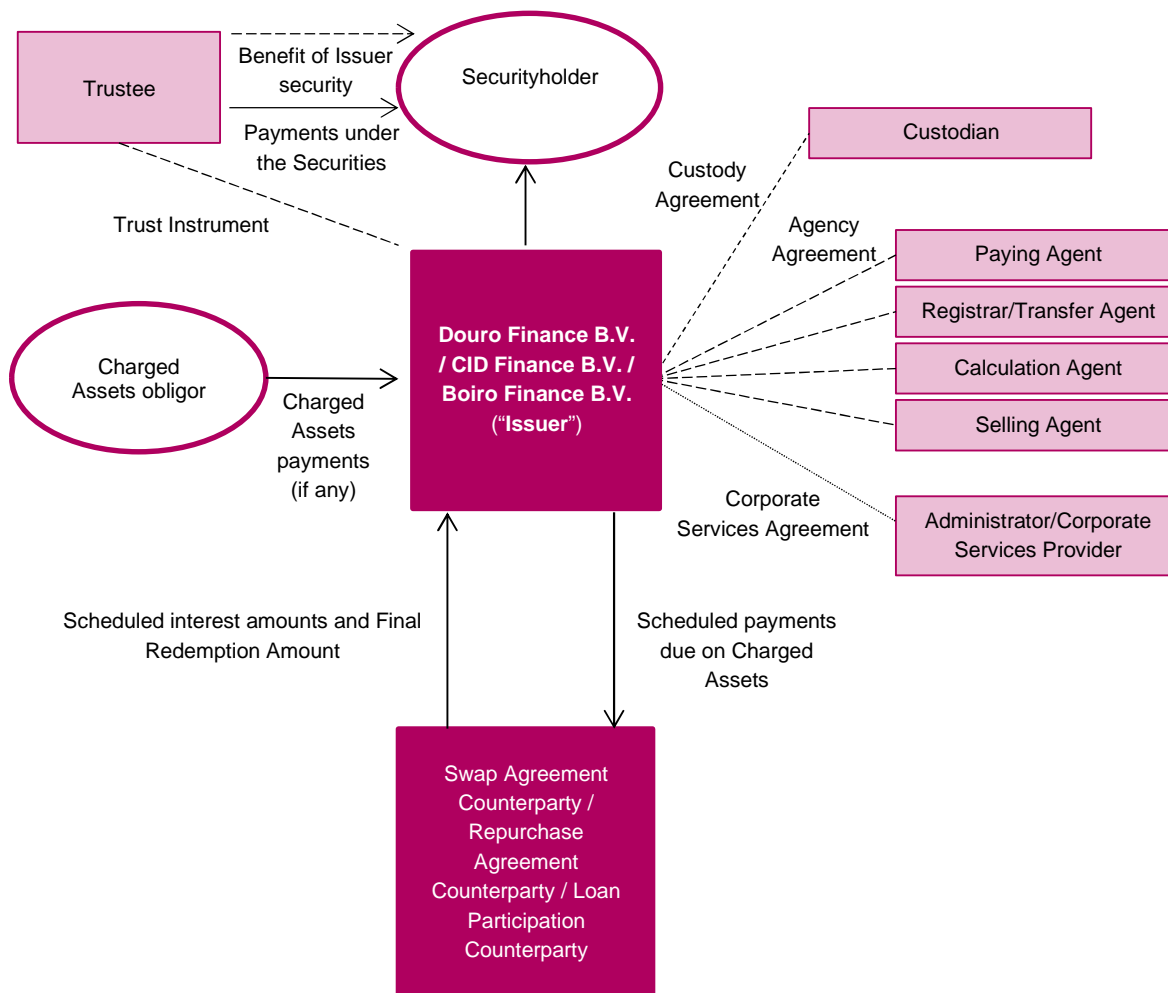 Trustee
Benefit of Issuer
security
Payments under
the Securities
Securityholder
Custodian
Custody
Agreement
Trust Instrument
Agency
Agreement
Paying Agent
Registrar/Transfer Agent
Calculation Agent
Selling Agent
Douro Finance B.V.
/ CID Finance B.V. /
Boiro Finance B.V.
(“Issuer”)
Charged
Assets obligor
Charged
Assets
payments
(if any)
Corporate
Services Agreement
Administrator/Corporate
Services Provider
Scheduled interest amounts and Final
Redemption Amount
Scheduled payments
due on Charged
Assets
Swap Agreement
Counterparty /
Repurchase
Agreement
Counterparty / Loan
Participation
Counterparty